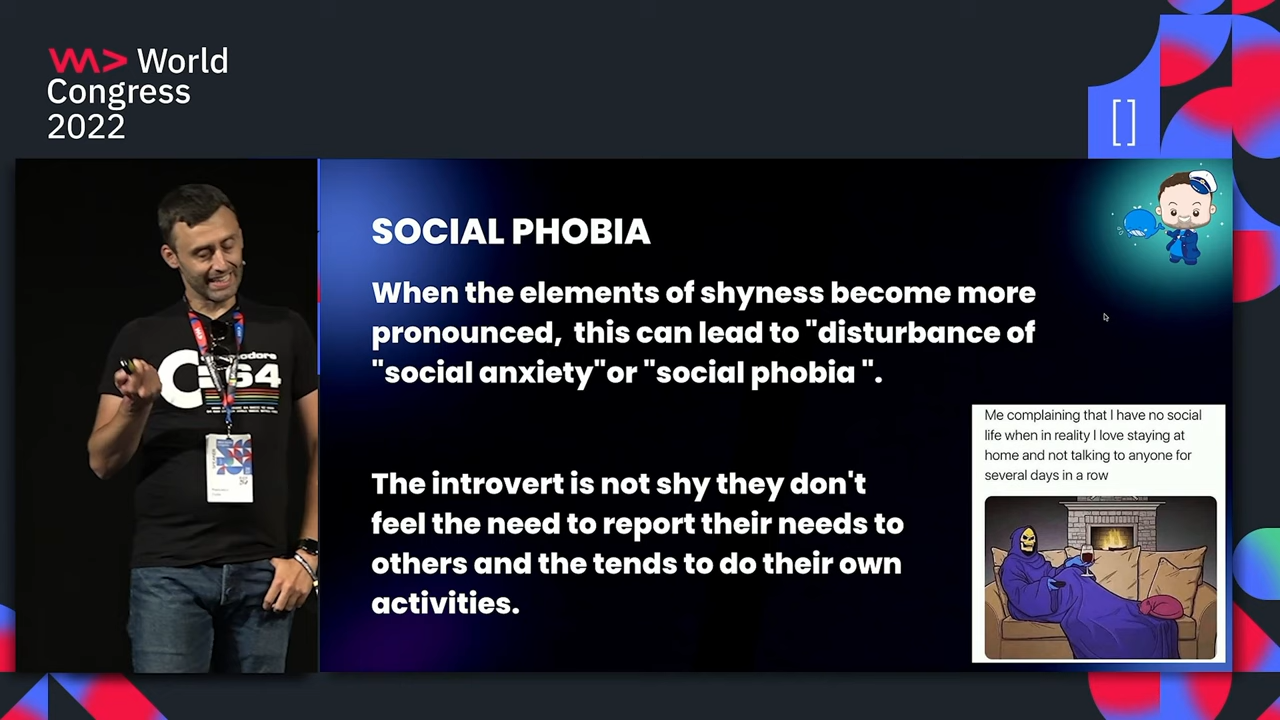 World
Congress
2022
[ ]
SOCIAL PHOBIA
When the elements of shyness become more
pronounced,  this can lead to "disturbance of
"social anxiety"or "social phobia ".
The introvert is not shy they don't
feel the need to report their needs to
others and the tends to do their own
activities.
Me complaining that I have no social
life when in reality I love staying at
home and not talking to anyone for
several days in a row
64